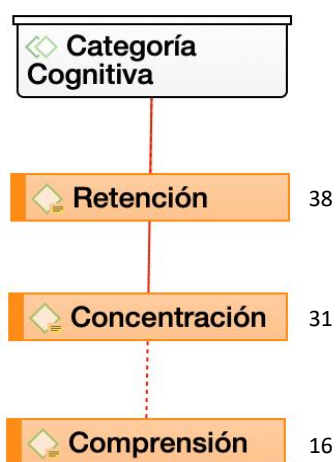 Categoría
Cognitiva
Retención 38
Concentración 31
Comprensión 16